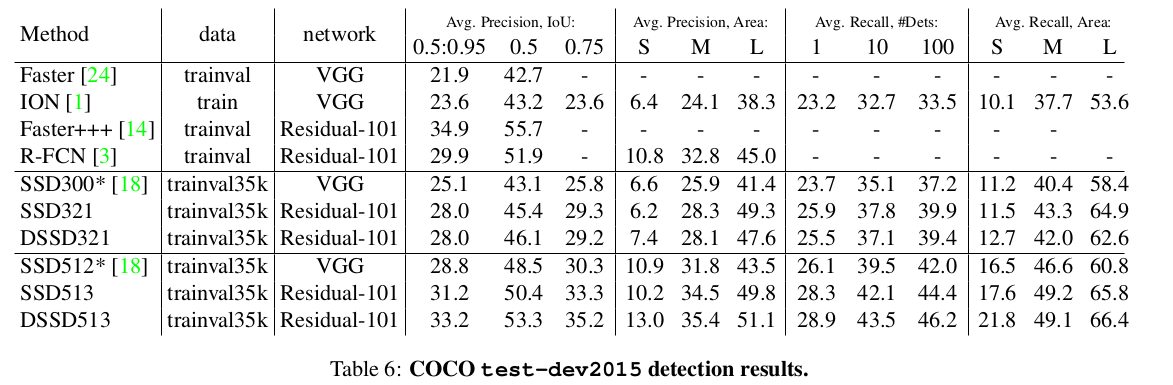 Method data network Avg. Precision, IoU: Avg. Precision, Area: Avg. Recall, #Dets: Avg. Recall, Area:
0.5:0.95 0.5 0.75 S M L 1 10 100 S M L
Faster [24] trainval VGG 21.9 42.7 - - - - - - - - - -
ION [1] train VGG 23.6 43.2 23.6 6.4 24.1 38.3 23.2 32.7 33.5 10.1 37.7 53.6
Faster+++ [14] trainval Residual-101 34.9 55.7 - - - - - - - - -
R-FCN [3] trainval Residual-101 29.9 51.9 - 10.8 32.8 45.0 - - - - - -
SSD300* [18] trainval35k VGG 25.1 43.1 25.8 6.6 25.9 41.4 23.7 35.1 37.2 11.2 40.4 58.4
SSD321 trainval35k Residual-101 28.0 45.4 29.3 6.2 28.3 49.3 25.9 37.8 39.9 11.5 43.3 64.9
DSSD321 trainval35k Residual-101 28.0 46.1 29.2 7.4 28.1 47.6 25.5 37.1 39.4 12.7 42.0 62.6
SSD512* [18] trainval35k VGG 28.8 48.5 30.3 10.9 31.8 43.5 26.1 39.5 42.0 16.5 46.6 60.8
SSD513 trainval35k Residual-101 31.2 50.4 33.3 10.2 34.5 49.8 28.3 42.1 44.4 17.6 49.2 65.8
DSSD513 trainval35k Residual-101 33.2 53.3 35.2 13.0 35.4 51.1 28.9 43.5 46.2 21.8 49.1 66.4
Table 6: COCO test-dev2015 detection results.